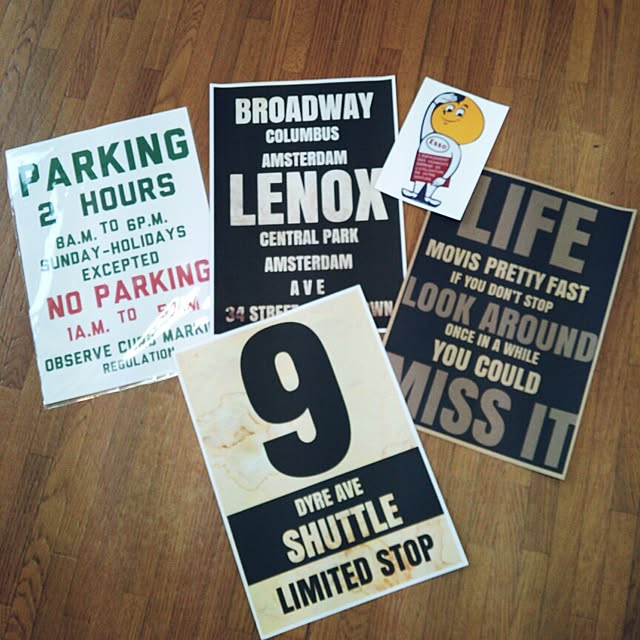 PARKING
2 HOURS
8A.M. TO 6P.M.
SUNDAY-HOLIDAYS
EXCEPTED
NO PARKING
1A.M. TO
OBSERVE CURB
REGULATION
BROADWAY
COLUMBUS
AMSTERDAM
LENOX
CENTRAL PARK
AMSTERDAM
AVE
34 STREET
Esso
LIFE
MOVIS PRETTY FAST
IF YOU DON'T STOP
LOOK AROUND
ONCE IN A WHILE
YOU COULD
MISS IT
9
DYRE AVE
SHUTTLE
LIMITED STOP